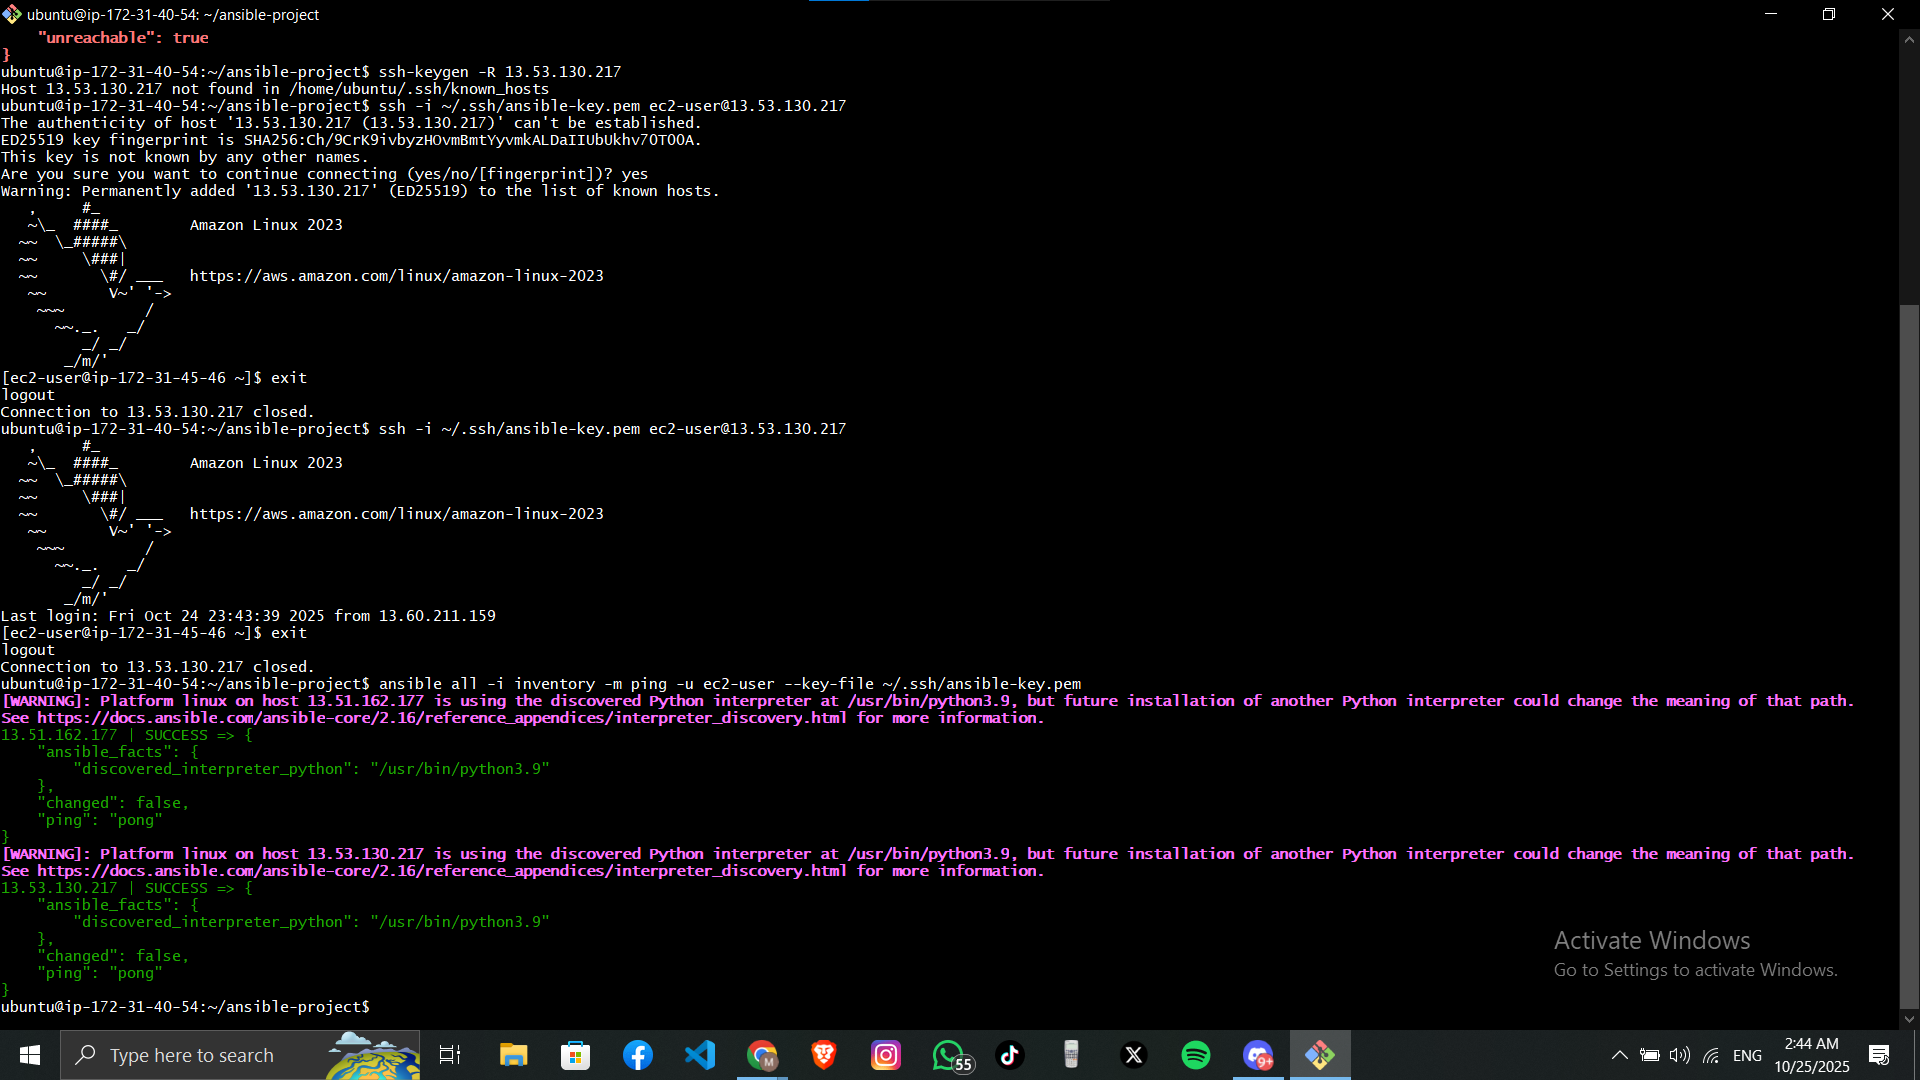 ubuntu@ip-172-31-40-54: ~/ansible-project
    "unreachable": true
}
ubuntu@ip-172-31-40-54:~/ansible-project$ ssh-keygen -R 13.53.130.217
Host 13.53.130.217 not found in /home/ubuntu/.ssh/known_hosts
ubuntu@ip-172-31-40-54:~/ansible-project$ ssh -i ~/.ssh/ansible-key.pem ec2-user@13.53.130.217
The authenticity of host '13.53.130.217 (13.53.130.217)' can't be established.
ED25519 key fingerprint is SHA256:Ch/9CrK9ivbyzHOvmBmtYyvmkALDaIIUbUkhv7OTOOA.
This key is not known by any other names.
Are you sure you want to continue connecting (yes/no/[fingerprint])? yes
Warning: Permanently added '13.53.130.217' (ED25519) to the list of known hosts.
   ,     #_
   ~\_  ####_        Amazon Linux 2023
  ~~  \_#####\
  ~~     \###|
  ~~       \#/ ___   https://aws.amazon.com/linux/amazon-linux-2023
   ~~       V~' '->
    ~~~         /
      ~~._.   _/
         _/ _/
       _/m/'
[ec2-user@ip-172-31-45-46 ~]$ exit
logout
Connection to 13.53.130.217 closed.
ubuntu@ip-172-31-40-54:~/ansible-project$ ssh -i ~/.ssh/ansible-key.pem ec2-user@13.53.130.217
   ,     #_
   ~\_  ####_        Amazon Linux 2023
  ~~  \_#####\
  ~~     \###|
  ~~       \#/ ___   https://aws.amazon.com/linux/amazon-linux-2023
   ~~       V~' '->
    ~~~         /
      ~~._.   _/
         _/ _/
       _/m/'
Last login: Fri Oct 24 23:43:39 2025 from 13.60.211.159
[ec2-user@ip-172-31-45-46 ~]$ exit
logout
Connection to 13.53.130.217 closed.
ubuntu@ip-172-31-40-54:~/ansible-project$ ansible all -i inventory -m ping -u ec2-user --key-file ~/.ssh/ansible-key.pem
[WARNING]: Platform linux on host 13.51.162.177 is using the discovered Python interpreter at /usr/bin/python3.9, but future installation of another Python interpreter could change the meaning of that path.
See https://docs.ansible.com/ansible-core/2.16/reference_appendices/interpreter_discovery.html for more information.
13.51.162.177 | SUCCESS => {
    "ansible_facts": {
        "discovered_interpreter_python": "/usr/bin/python3.9"
    },
    "changed": false,
    "ping": "pong"
}
[WARNING]: Platform linux on host 13.53.130.217 is using the discovered Python interpreter at /usr/bin/python3.9, but future installation of another Python interpreter could change the meaning of that path.
See https://docs.ansible.com/ansible-core/2.16/reference_appendices/interpreter_discovery.html for more information.
13.53.130.217 | SUCCESS => {
    "ansible_facts": {
        "discovered_interpreter_python": "/usr/bin/python3.9"
    },
    "changed": false,
    "ping": "pong"
}
ubuntu@ip-172-31-40-54:~/ansible-project$
Activate Windows
Go to Settings to activate Windows.
Type here to search
M
55
9+
ENG
2:44 AM
10/25/2025